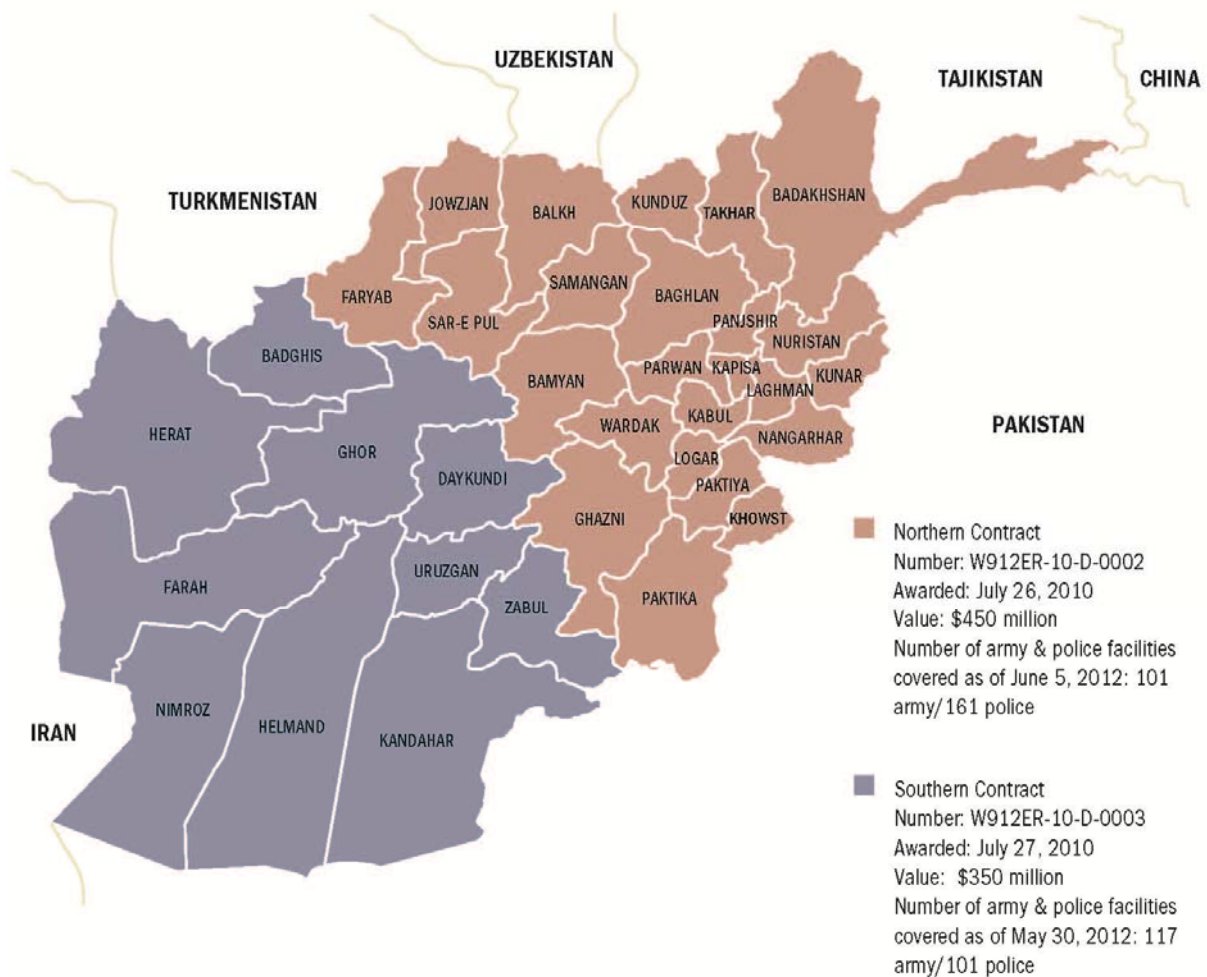 UZBEKISTAN
TAJIKISTAN
CHINA
TURKMENISTAN
JOWZJAN
BALKH
KUNDUZ
TAKHAR
BADAKHSHAN
FARYAB
SAMANGAN
BAGHLAN
SAR-E PUL
PANJSHIR
NURISTAN
BADGHIS
BAMYAN
PARWAN
KAPISA
KUNAR
LAGHMAN
HERAT
GHOR
WARDAK
KABUL
NANGARHAR
PAKISTAN
DAYKUNDI
LOGAR
PAKTIYA
GHAZNI
KHOWST
FARAH
URUZGAN
ZABUL
PAKTIKA
IRAN
NIMROZ
HELMAND
KANDAHAR
Northern Contract
Number: W912ER-10-D-0002
Awarded: July 26, 2010
Value: $450 million
Number of army & police facilities
covered as of June 5, 2012: 101
army/161 police
Southern Contract
Number: W912ER-10-D-0003
Awarded: July 27, 2010
Value: $350 million
Number of army & police facilities
covered as of May 30, 2012: 117
army/101 police